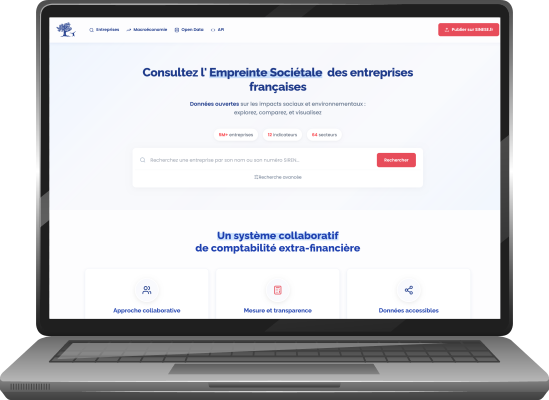 Entreprises
Macroéconomie
Open Data
API
Publier sur SINESE.fr
Consultez l' Empreinte Sociétale des entreprises
françaises
Données ouvertes sur les impacts sociaux et environnementaux :
explorez, comparez, et visualisez
5M+ entreprises
12 indicateurs
64 secteurs
Recherchez une entreprise par son nom ou son numéro SIREN...
Rechercher
Recherche avancée
Un système collaboratif
de comptabilité extra-financière
Approche collaborative
Mesure et transparence
Données accessibles